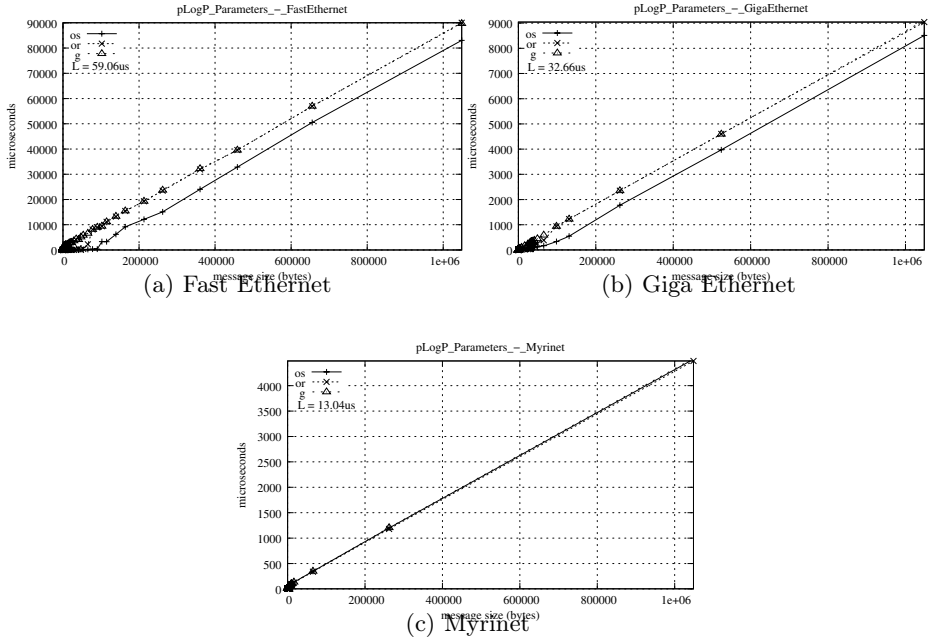 pLogP_Parameters_-_FastEthernet
90000
80000
70000
60000
50000
40000
30000
20000
10000
0
microseconds
os
or
g
L = 59.06us
0 200000 400000 600000 800000 1e+06
message size (bytes)
(a) Fast Ethernet
pLogP_Parameters_-_GigaEthernet
9000
8000
7000
6000
5000
4000
3000
2000
1000
0
microseconds
os
or
g
L = 32.66us
0 200000 400000 600000 800000 1e+06
message size (bytes)
(b) Giga Ethernet
pLogP_Parameters_-_Myrinet
4000
3500
3000
2500
2000
1500
1000
500
0
microseconds
os
or
g
L = 13.04us
0 200000 400000 600000 800000 1e+06
message size (bytes)
(c) Myrinet